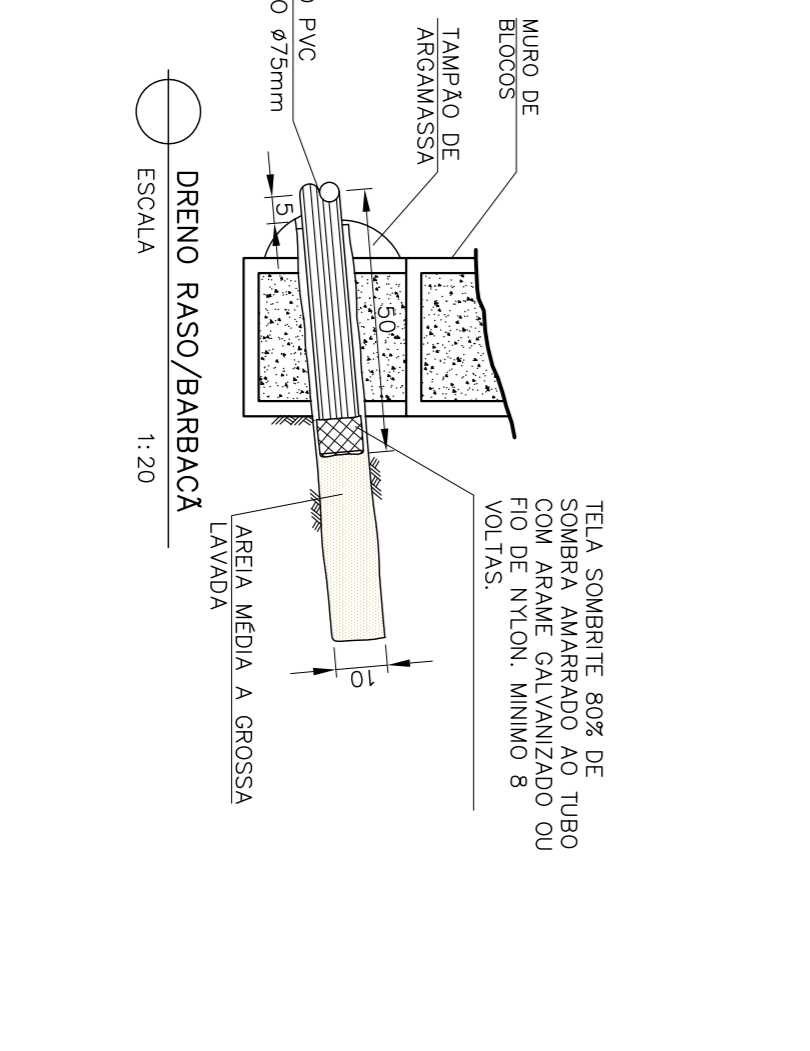 MURO DE
BLOCOS
TAMPÃO DE
ARGAMASSA
PVC
ø75mm
5
50
10
TELA SOMBRITE 80% DE
SOMBRA AMARRADO AO TUBO
COM ARAME GALVANIZADO OU
FIO DE NYLON. MINIMO 8
VOLTAS.
AREIA MÉDIA A GROSSA
LAVADA
DRENO RASO/BARBACÃ
ESCALA 1:20